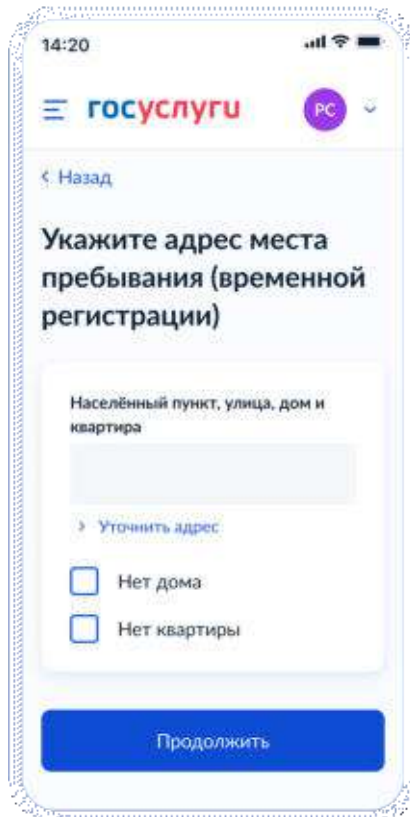 14:20
госуслуги
РС
Назад
Укажите адрес места
пребывания (временной
регистрации)
Населённый пункт, улица, дом и
квартира
Уточнить адрес
Нет дома
Нет квартиры
Продолжить